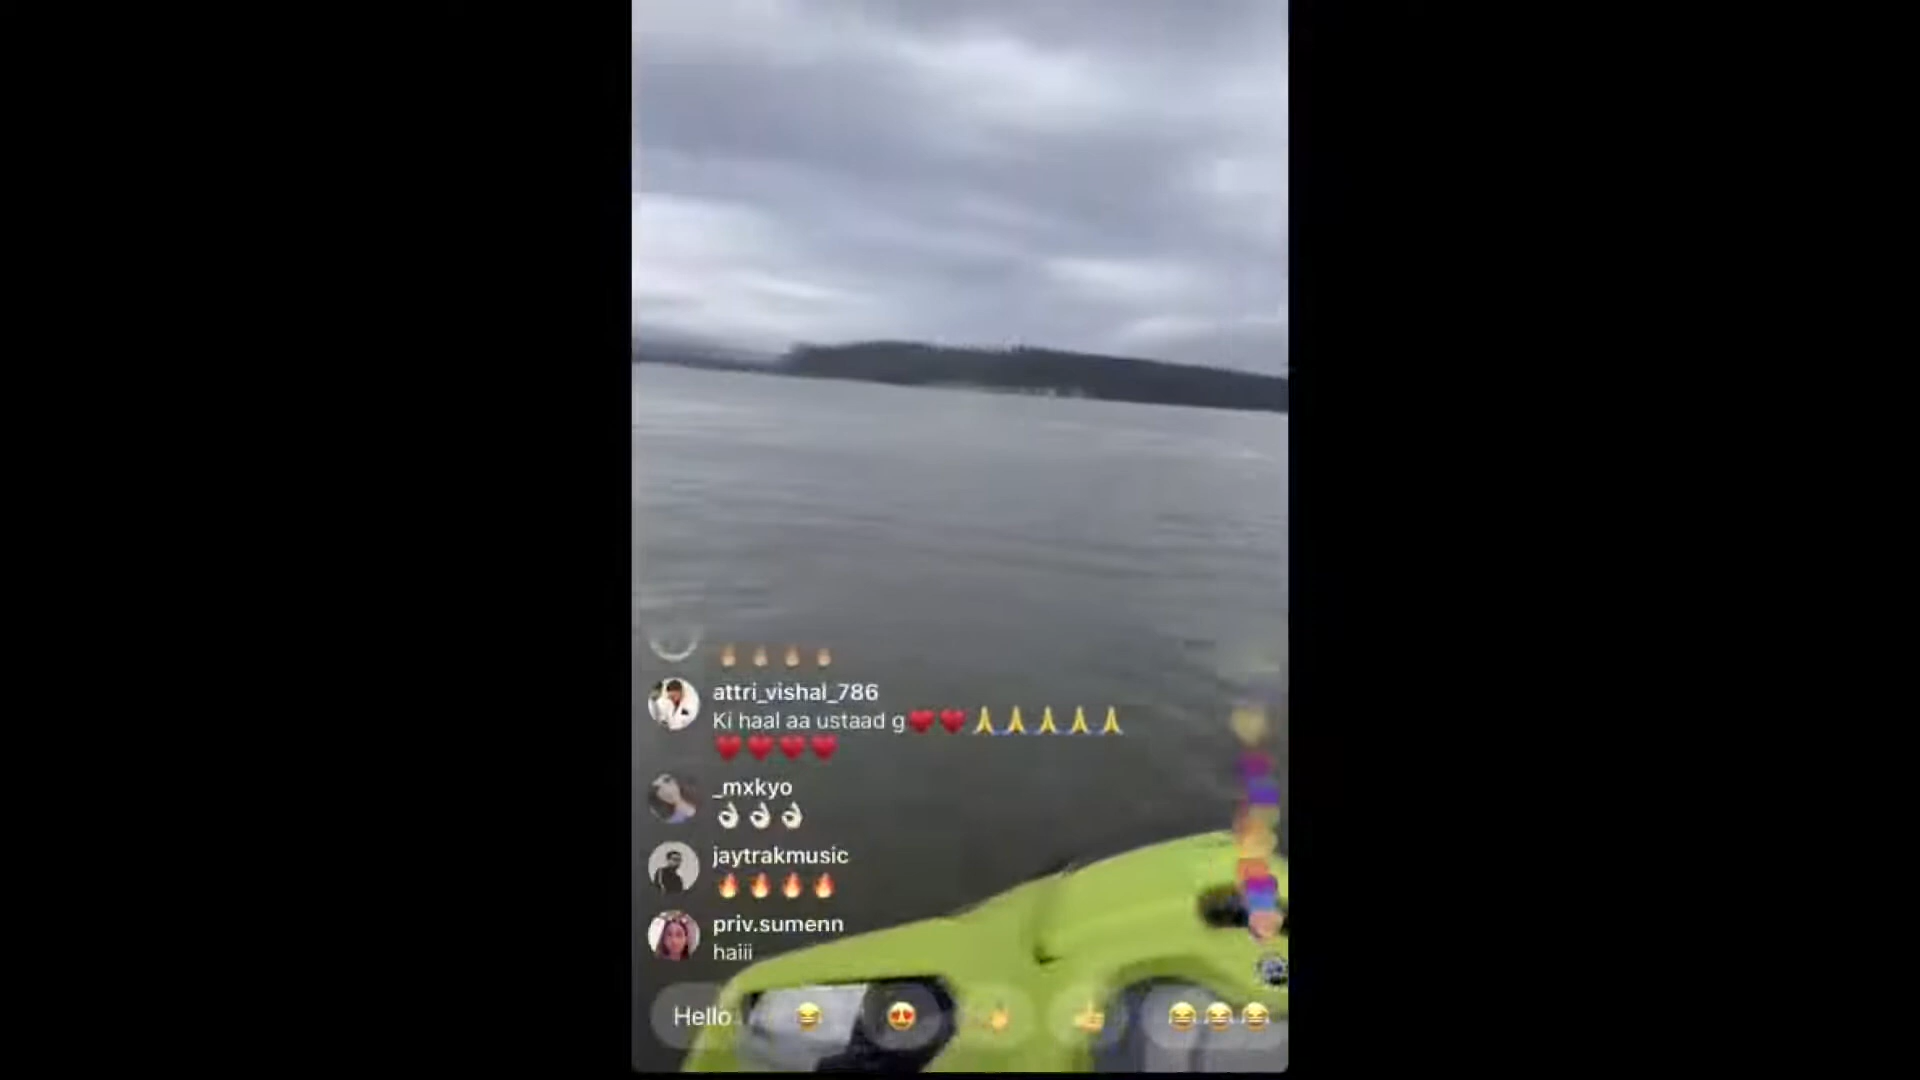 🔥🔥🔥🔥
attri_vishal_786
Ki haal aa ustaad g❤️❤️🙏🙏🙏🙏🙏
❤️❤️❤️❤️
_mxkyo
👌🏻👌🏻👌🏻
jaytrakmusic
🔥🔥🔥🔥
priv.sumenn
haiii
Hello 😂 😍 👌 👍 😂😂😂